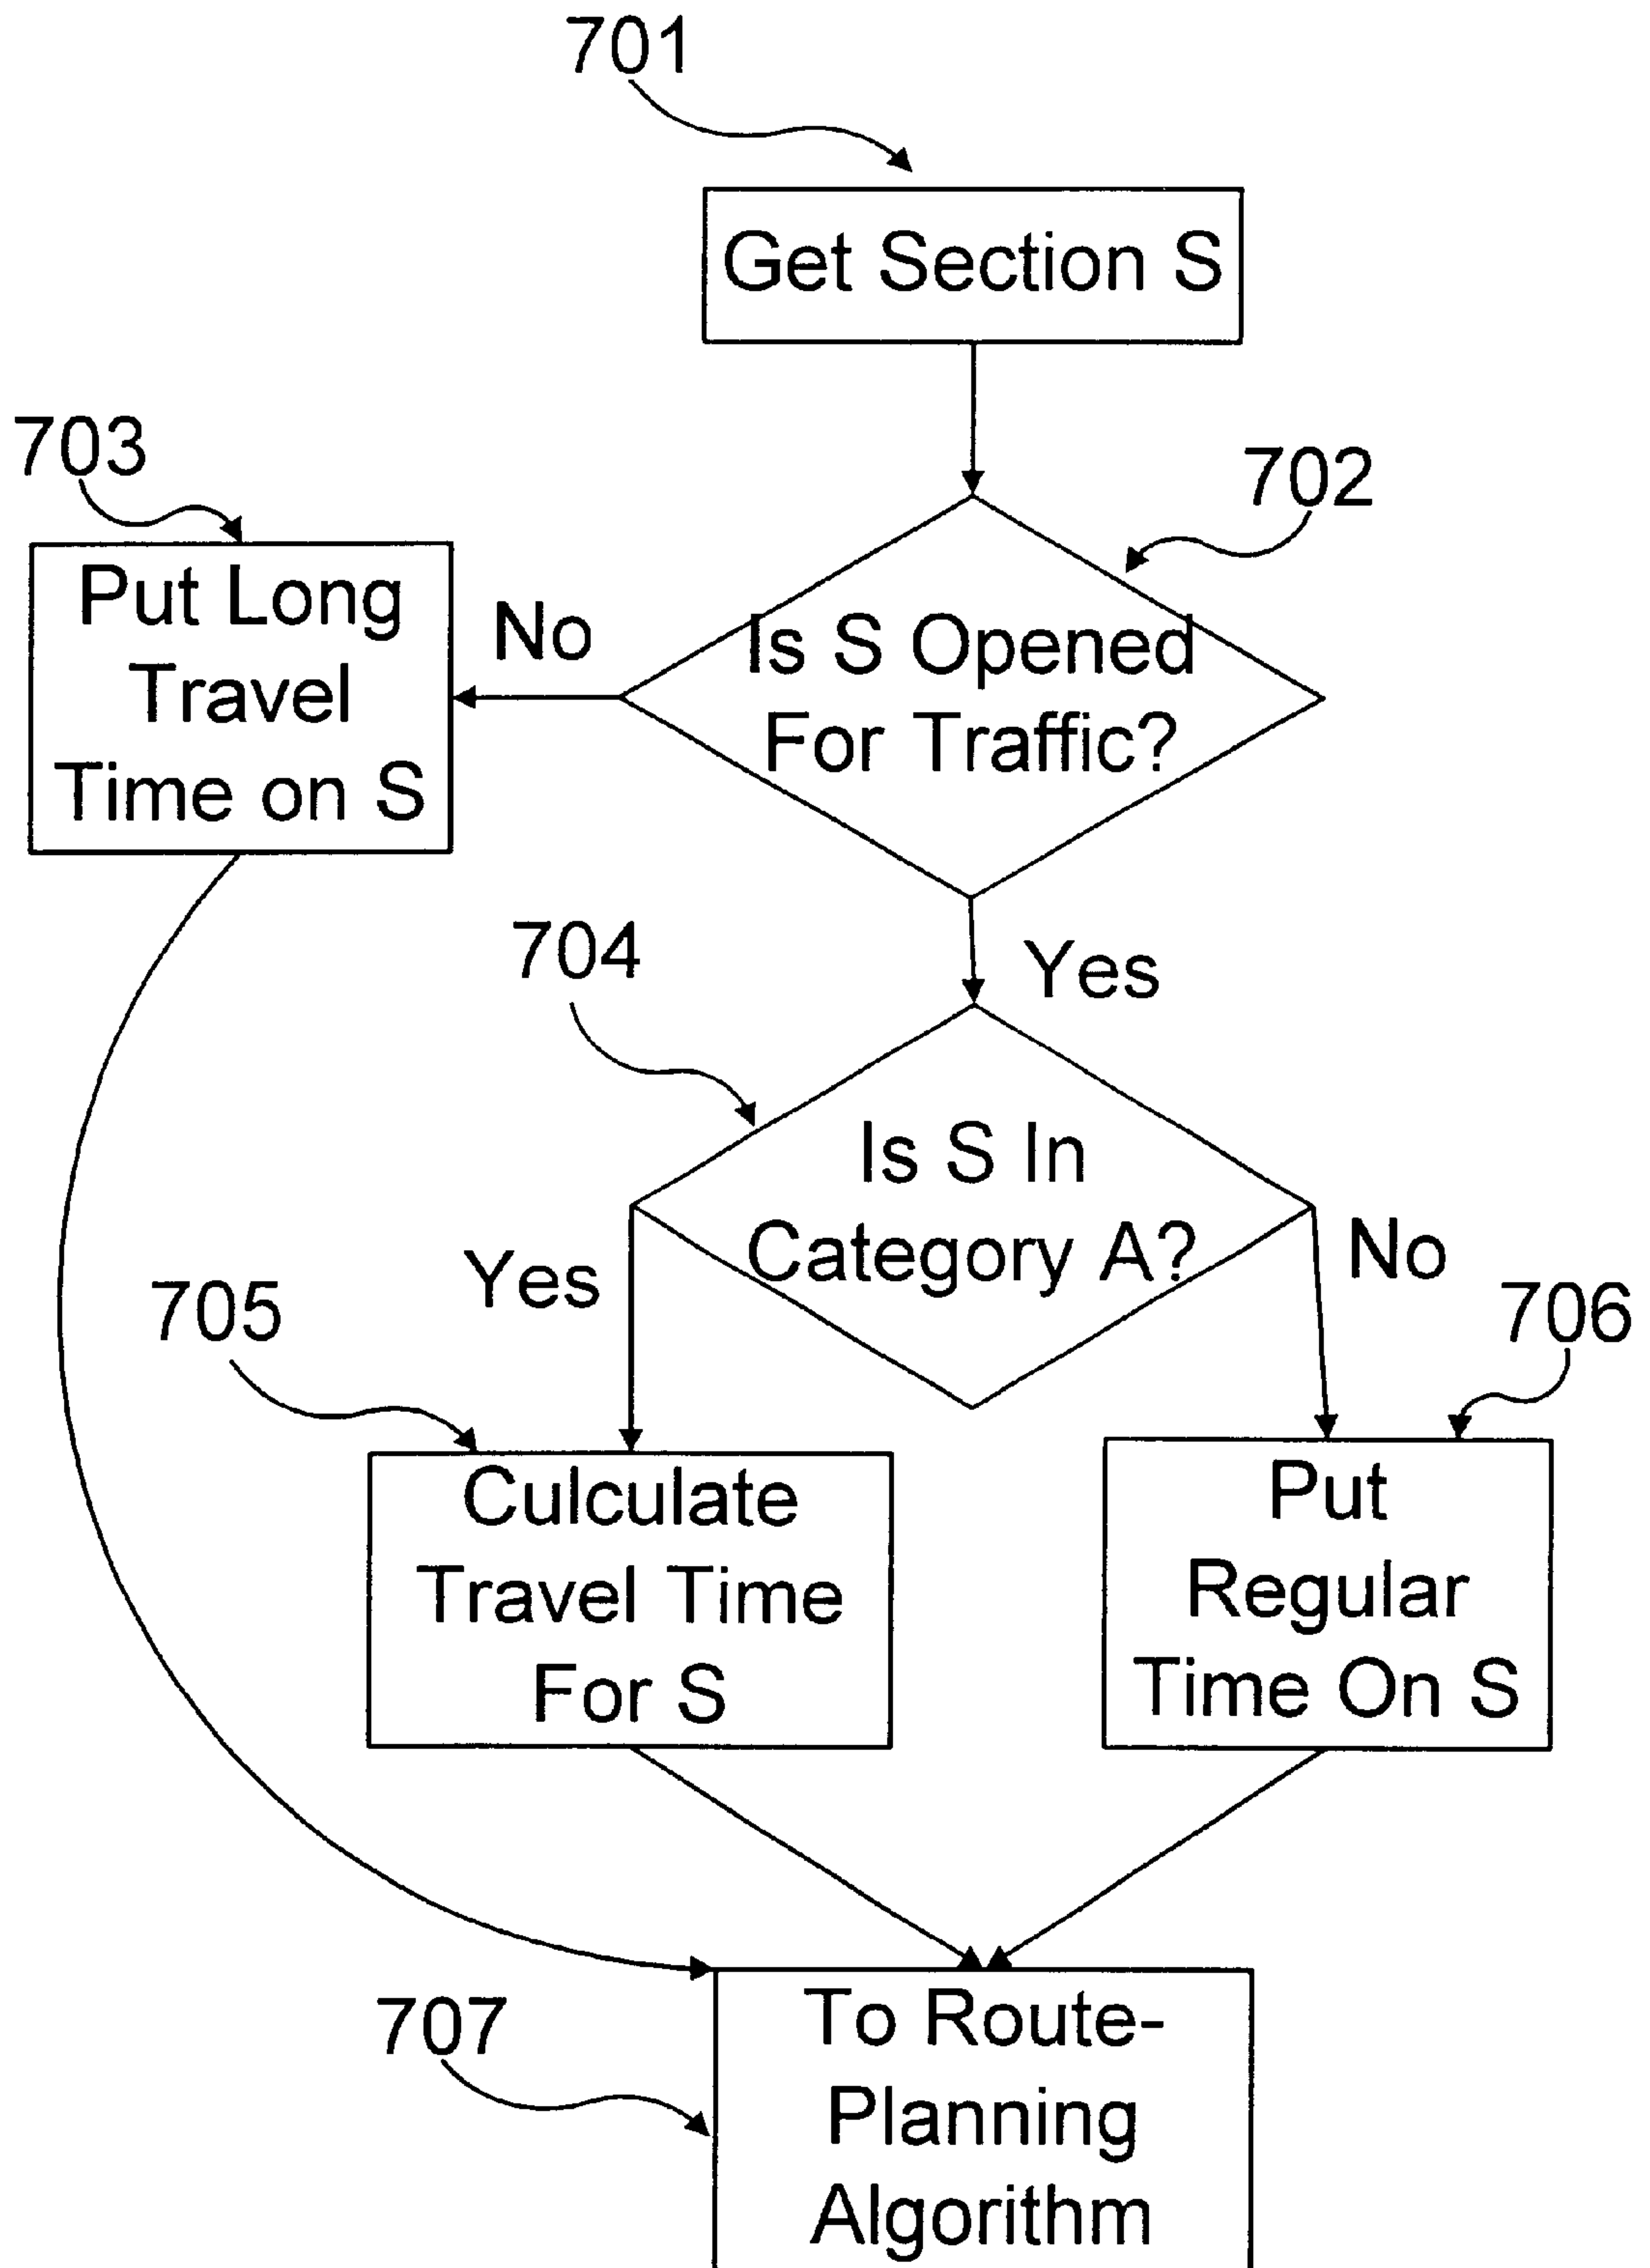 701
Get Section S
703
702
Put Long
Travel
Time on S
No
Is S Opened
For Traffic?
704
Yes
Is S In
Category A?
Yes
No
705
706
Culculate
Travel Time
For S
Put
Regular
Time On S
707
To Route-
Planning
Algorithm